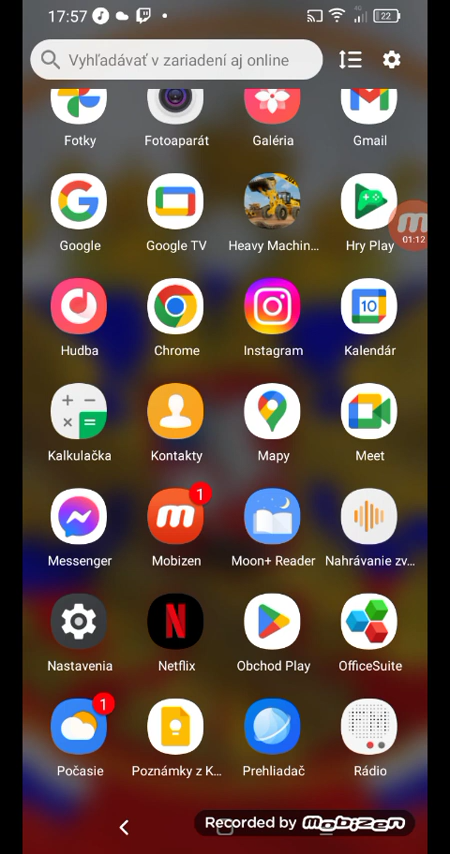 17:57
22
Vyhľadávať v zariadení aj online
Fotky Fotoaparát Galéria Gmail
Google Google TV Heavy Machin... Hry Play
01:12
Hudba Chrome Instagram Kalendár
10
Kalkulačka Kontakty Mapy Meet
1
Messenger Mobizen Moon+ Reader Nahrávanie zv...
Nastavenia Netflix Obchod Play OfficeSuite
1
Počasie Poznámky z K... Prehliadač Rádio
Recorded by mobizen